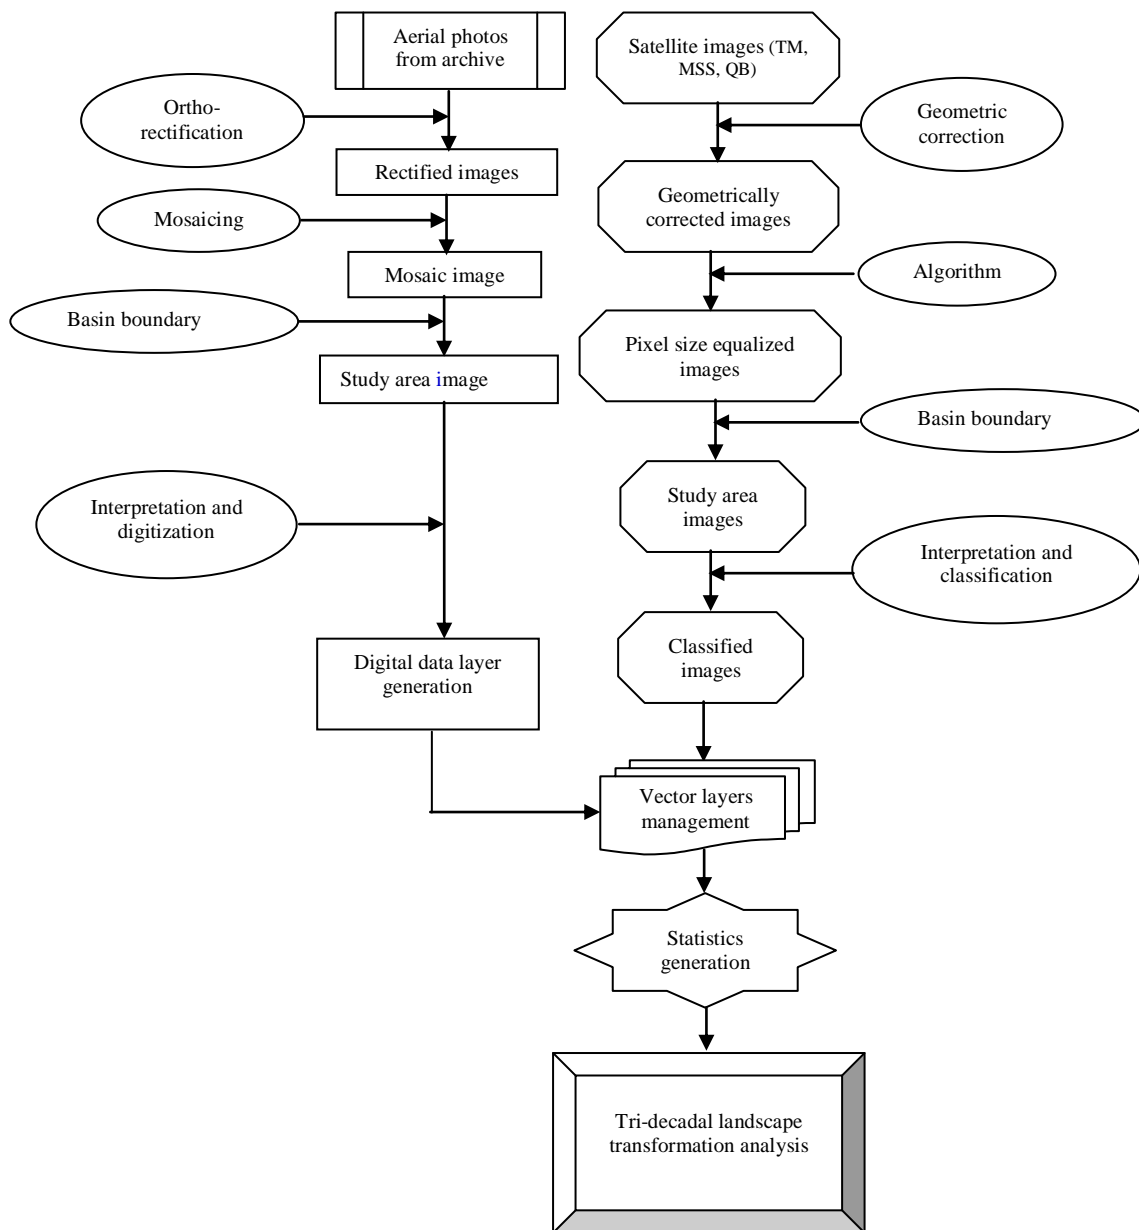 Aerial photos
from archive
Satellite images (TM,
MSS, QB)
Ortho-
rectification
Geometric
correction
Rectified images
Geometrically
corrected images
Mosaicing
Mosaic image
Algorithm
Basin boundary
Pixel size equalized
images
Study area image
Basin boundary
Interpretation and
digitization
Study area
images
Interpretation and
classification
Digital data layer
generation
Classified
images
Vector layers
management
Statistics
generation
Tri-decadal landscape
transformation analysis